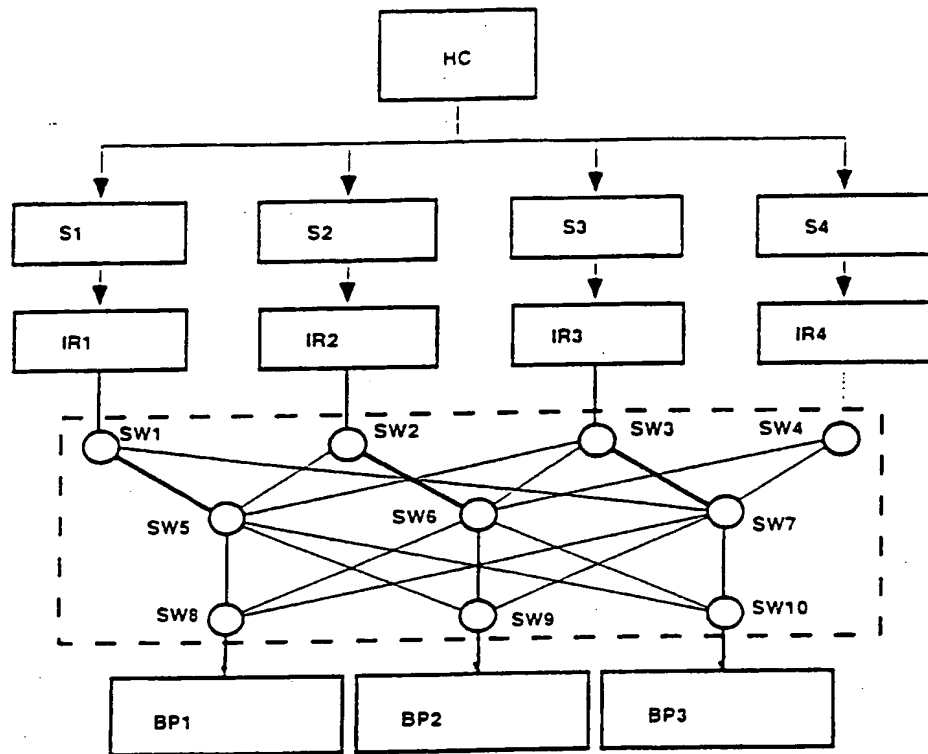 HC
S1 S2 S3 S4
IR1 IR2 IR3 IR4
SW1 SW2 SW3 SW4
SW5 SW6 SW7
SW8 SW9 SW10
BP1 BP2 BP3